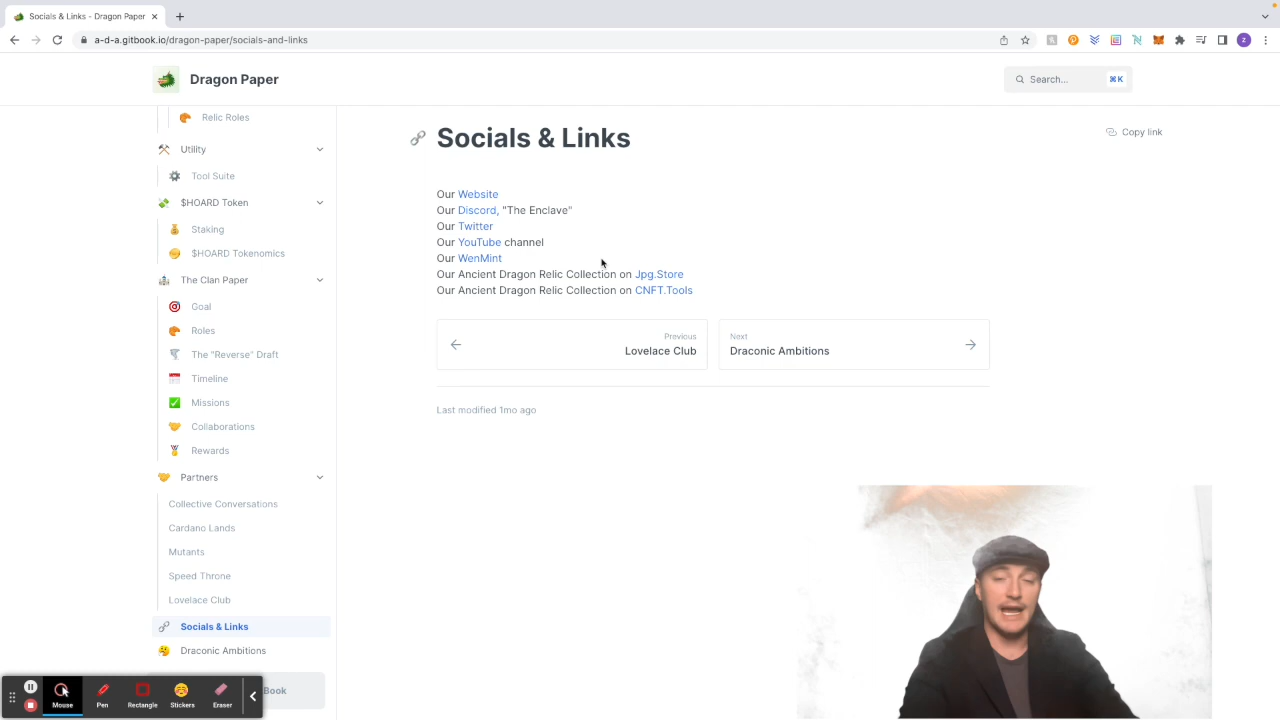 Socials & Links - Dragon Paper
a-d-a.gitbook.io/dragon-paper/socials-and-links
Z
Dragon Paper
Search...
⌘K
Relic Roles
Utility
Tool Suite
$HOARD Token
Staking
$HOARD Tokenomics
The Clan Paper
Goal
Roles
The "Reverse" Draft
Timeline
Missions
Collaborations
Rewards
Partners
Collective Conversations
Cardano Lands
Mutants
Speed Throne
Lovelace Club
Socials & Links
Draconic Ambitions
Book
Socials & Links
Copy link
Our Website
Our Discord, "The Enclave"
Our Twitter
Our YouTube channel
Our WenMint
Our Ancient Dragon Relic Collection on Jpg.Store
Our Ancient Dragon Relic Collection on CNFT.Tools
Previous
Lovelace Club
Next
Draconic Ambitions
Last modified 1mo ago
Mouse
Pen
Rectangle
Stickers
Eraser